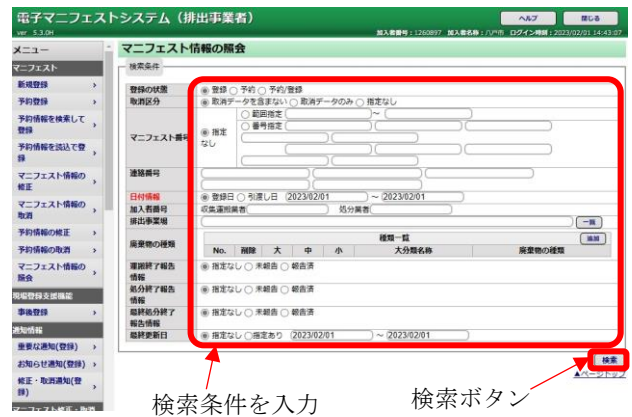 電子マニフェストシステム（排出事業者）
ver 5.3.0H
ヘルプ 閉じる
加入者番号：1260897 加入者名称：八戸市 ログイン時刻：2023/02/01 14:43:07
メニュー
マニフェスト
新規登録 ›
予約登録 ›
予約情報を検索して登録 ›
予約情報を読込て登録 ›
マニフェスト情報の修正 ›
マニフェスト情報の取消 ›
予約情報の修正 ›
予約情報の取消 ›
マニフェスト情報の照会 ›
現場登録支援機能
事後登録 ›
通知情報
重要な通知(登録) ›
お知らせ通知(登録) ›
修正・取消通知(登録) ›
マニフェスト修正・取消
マニフェスト情報の照会
検索条件
登録の状態 登録 予約 予約/登録
取消区分 取消データを含まない 取消データのみ 指定なし
マニフェスト番号 指定なし 範囲指定 ～
番号指定
連絡番号
日付情報 登録日 引渡し日 2023/02/01 ～ 2023/02/01
加入者番号 収集運搬業者 処分業者
排出事業場 一覧
廃棄物の種類 種類一覧 追加
No. 削除 大 中 小 大分類名称 廃棄物の種類
運搬終了報告情報 指定なし 未報告 報告済
処分終了報告情報 指定なし 未報告 報告済
最終処分終了報告情報 指定なし 未報告 報告済
最終更新日 指定なし 指定あり 2023/02/01 ～ 2023/02/01
検索
▲ページトップ
検索条件を入力
検索ボタン